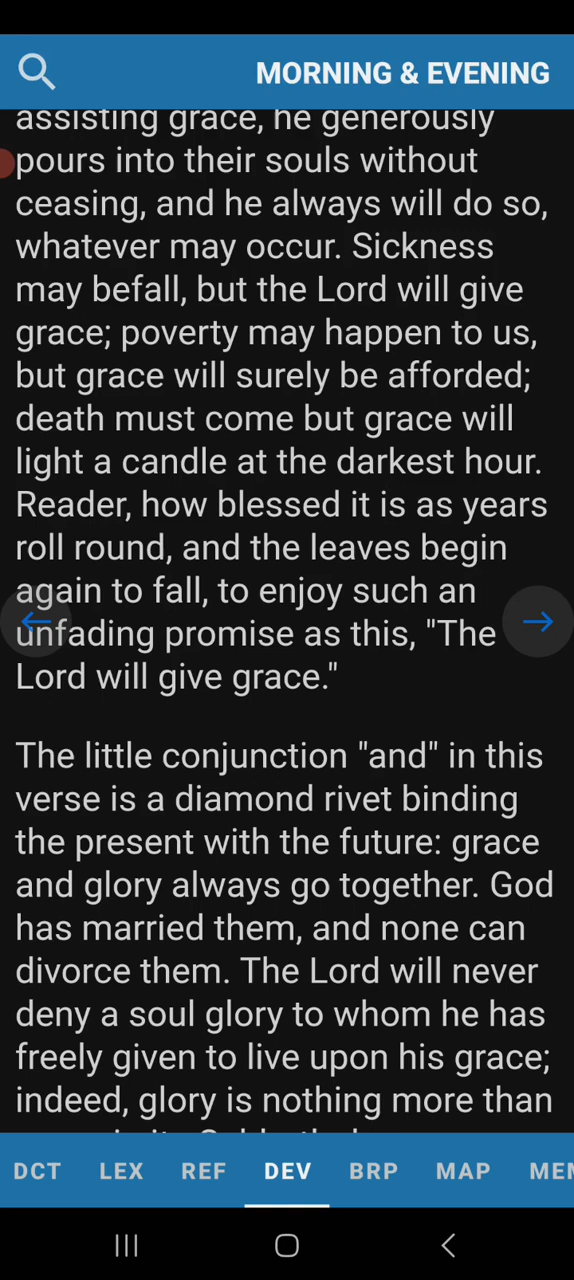 MORNING & EVENING
assisting grace, he generously
pours into their souls without
ceasing, and he always will do so,
whatever may occur. Sickness
may befall, but the Lord will give
grace; poverty may happen to us,
but grace will surely be afforded;
death must come but grace will
light a candle at the darkest hour.
Reader, how blessed it is as years
roll round, and the leaves begin
again to fall, to enjoy such an
unfading promise as this, "The
Lord will give grace."
The little conjunction "and" in this
verse is a diamond rivet binding
the present with the future: grace
and glory always go together. God
has married them, and none can
divorce them. The Lord will never
deny a soul glory to whom he has
freely given to live upon his grace;
indeed, glory is nothing more than
DCT LEX REF DEV BRP MAP MEM